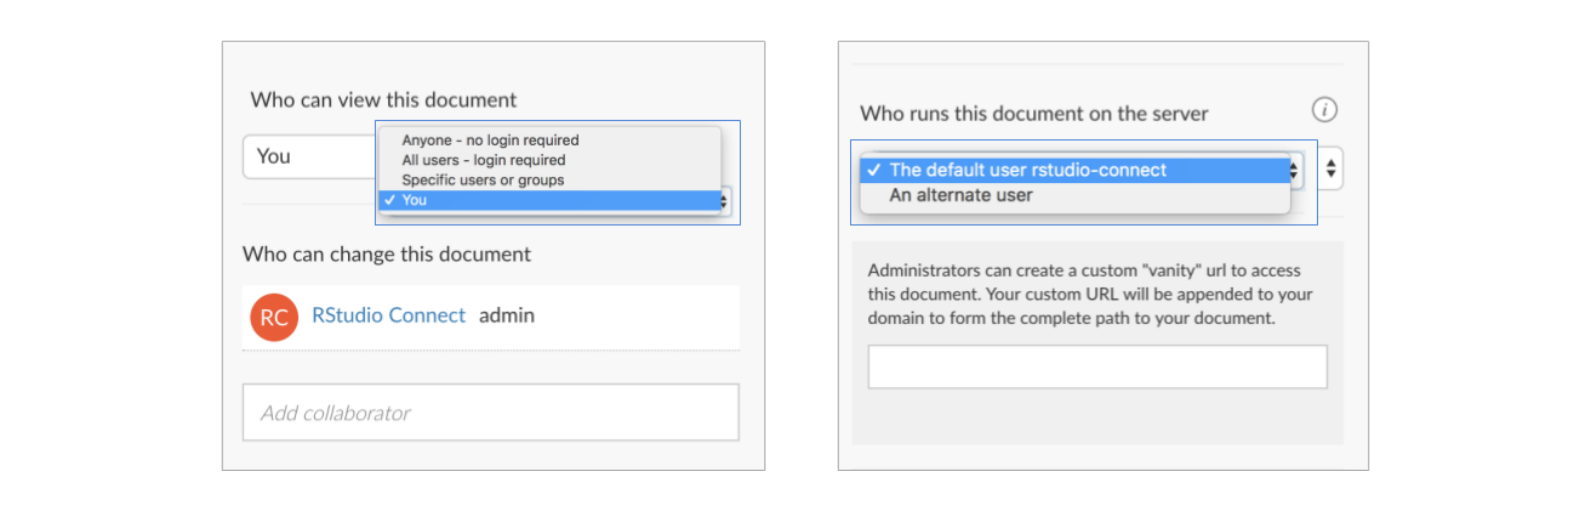 Who can view this document
You
Anyone - no login required
All users - login required
Specific users or groups
✓ You
Who can change this document
RC RStudio Connect admin
Add collaborator
Who runs this document on the server i
✓ The default user rstudio-connect
An alternate user
Administrators can create a custom "vanity" url to access
this document. Your custom URL will be appended to your
domain to form the complete path to your document.